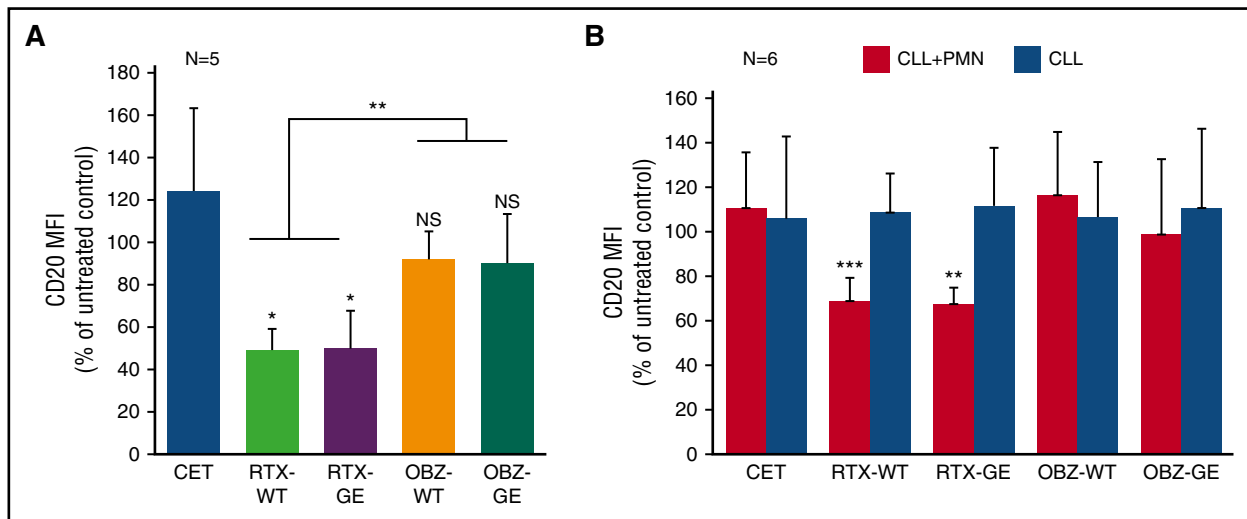 A
N=5
CD20 MFI
(% of untreated control)
180
160
140
120
100
80
60
40
20
0
**
*
*
NS
NS
CET
RTX-
WT
RTX-
GE
OBZ-
WT
OBZ-
GE
B
N=6
CLL+PMN
CLL
CD20 MFI
(% of untreated control)
160
140
120
100
80
60
40
20
0
***
**
CET
RTX-WT
RTX-GE
OBZ-WT
OBZ-GE